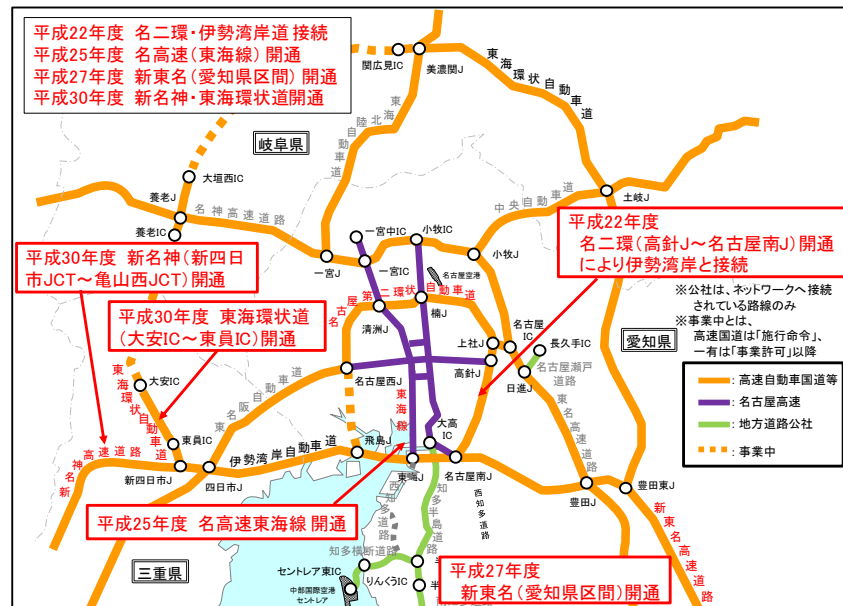 平成22年度 名二環・伊勢湾岸道 接続
平成25年度 名高速(東海線)開通
平成27年度 新東名(愛知県区間)開通
平成30年度 新名神・東海環状道開通
関広見IC
美濃関J
東海環状自動車道
東海北陸自動車道
岐阜県
大垣西IC
養老J
養老IC
名神高速道路
中央自動車道
土岐J
一宮中IC
小牧IC
一宮J
一宮IC
小牧J
名古屋空港
平成22年度
名二環(高針J~名古屋南J)開通
により伊勢湾岸と接続
※公社は、ネットワークへ接続
されている路線のみ
※事業中とは、
高速国道は「施行命令」、
一有は「事業許可」以降
平成30年度 新名神(新四日
市JCT~亀山西JCT)開通
平成30年度 東海環状道
(大安IC~東員IC)開通
名古屋第二環状自動車道
清洲J
楠J
上社J
名古屋IC
長久手IC
愛知県
高針J
日進J
名古屋瀬戸道路
名古屋西J
東名阪自動車道
東海線
東名高速道路
:高速自動車国道等
:名古屋高速
:地方道路公社
:事業中
大安IC
東海環状自動車道
東員IC
新名神高速道路
新四日市J
四日市J
伊勢湾岸自動車道
飛島J
大高IC
東海J
名古屋南J
豊田J
豊田東J
新東名高速道路
西知多道路
西知多道路
知多半島道路
平成25年度 名高速東海線 開通
知多横断道路
三重県
セントレア東IC
りんくうIC
中部国際空港
セントレア
半
半
平成27年度
新東名(愛知県区間)開通